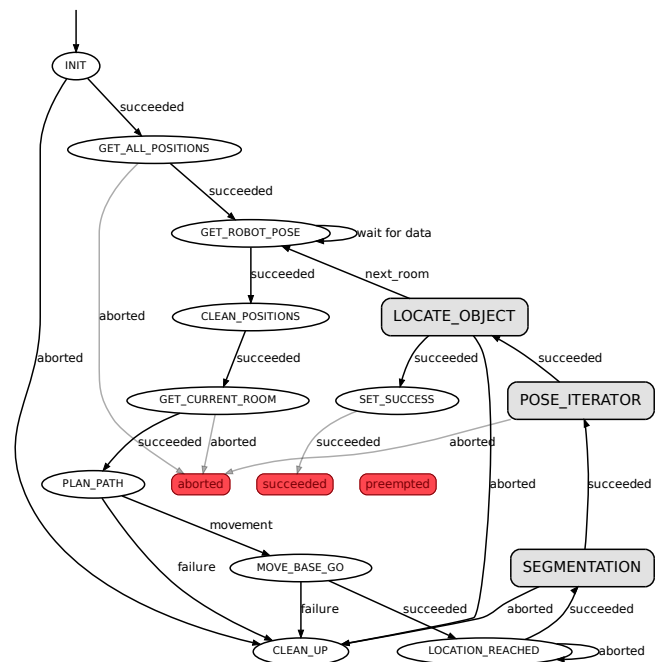 INIT
succeeded
GET_ALL_POSITIONS
succeeded
GET_ROBOT_POSE
wait for data
succeeded
next_room
CLEAN_POSITIONS
LOCATE_OBJECT
aborted
aborted
succeeded
succeeded
succeeded
GET_CURRENT_ROOM
SET_SUCCESS
POSE_ITERATOR
succeeded
aborted
succeeded
aborted
PLAN_PATH
aborted
succeeded
preempted
aborted
succeeded
movement
failure
MOVE_BASE_GO
SEGMENTATION
failure
succeeded
aborted
succeeded
CLEAN_UP
LOCATION_REACHED
aborted